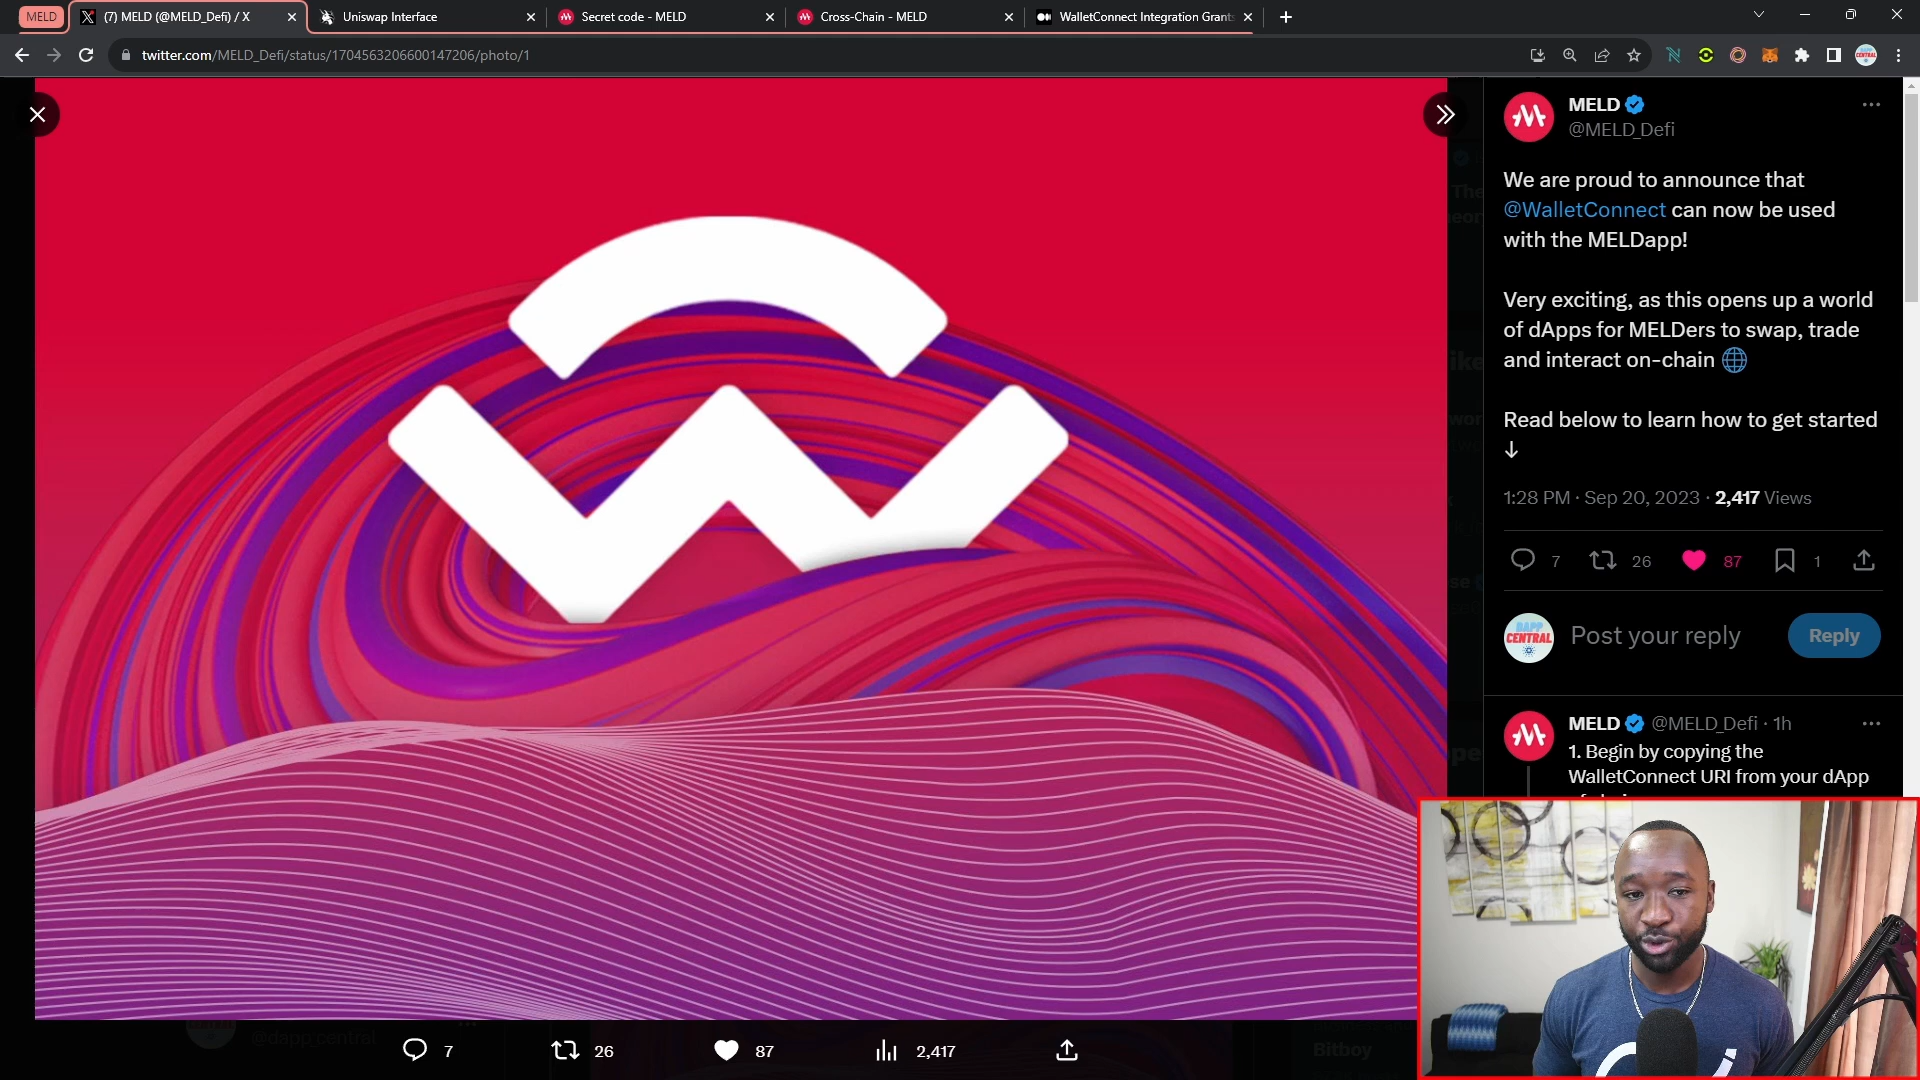 MELD
(7) MELD (@MELD_Defi) / X
Uniswap Interface
Secret code - MELD
Cross-Chain - MELD
WalletConnect Integration Grant
twitter.com/MELD_Defi/status/1704563206600147206/photo/1
MELD
@MELD_Defi
We are proud to announce that
@WalletConnect can now be used
with the MELDapp!
Very exciting, as this opens up a world
of dApps for MELDers to swap, trade
and interact on-chain 🌐
Read below to learn how to get started
↓
1:28 PM · Sep 20, 2023 · 2,417 Views
7 26 87 1
DAPP
CENTRAL
Post your reply
Reply
MELD @MELD_Defi · 1h
1. Begin by copying the
WalletConnect URI from your dApp
@dapp_central
Bitboy
7 26 87 2,417